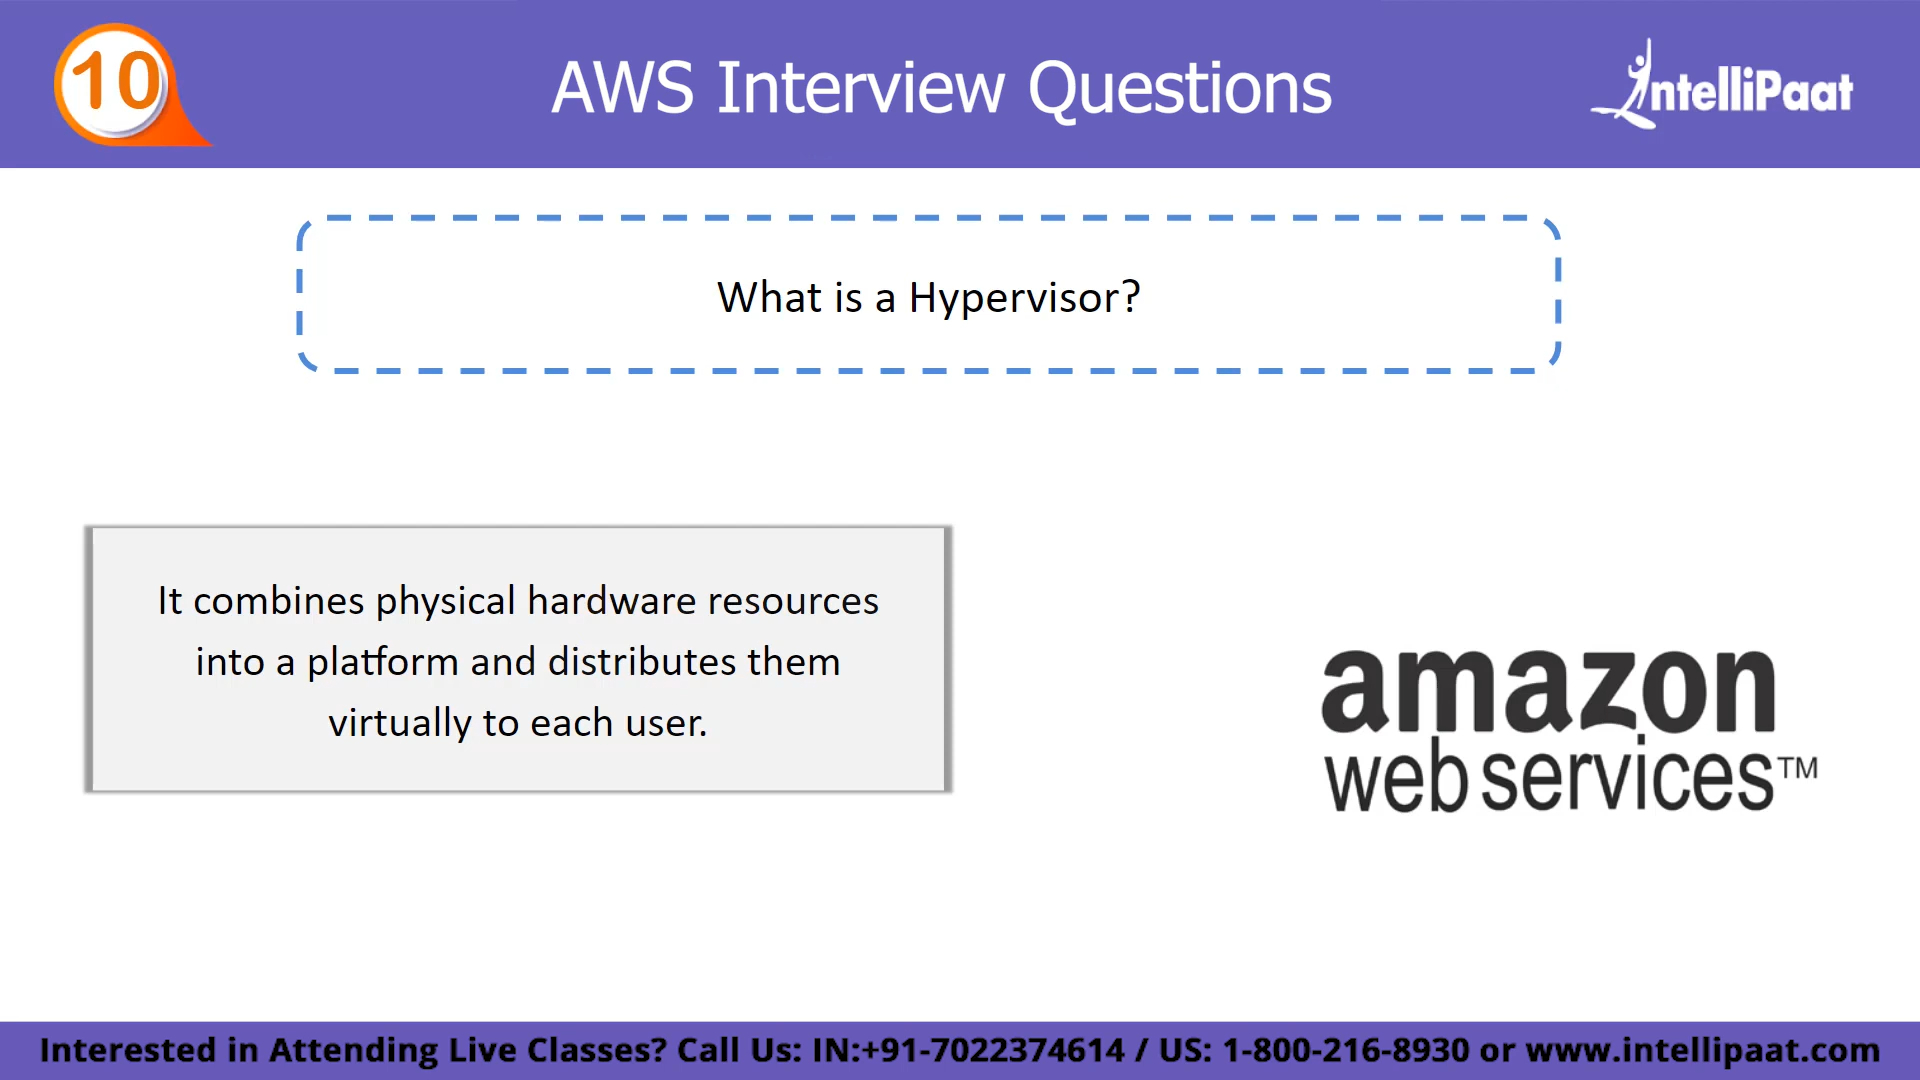 10
AWS Interview Questions
IntelliPaat
What is a Hypervisor?
It combines physical hardware resources
into a platform and distributes them
virtually to each user.
amazon
web services™
Interested in Attending Live Classes? Call Us: IN:+91-7022374614 / US: 1-800-216-8930 or www.intellipaat.com